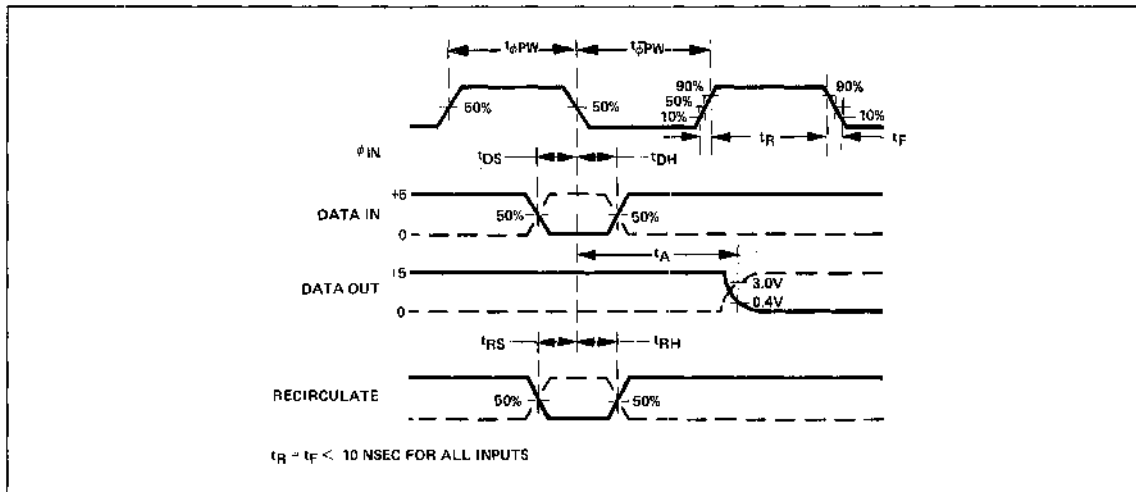 tϕPW tϕ̅PW
90% 90%
50% 50% 50%
10% 10%
ϕIN
tR tF
tDS tDH
+5
DATA IN 50% 50%
0
tA
+5
DATA OUT 3.0V
0.4V
0
tRS tRH
RECIRCULATE 50% 50%
tR = tF < 10 NSEC FOR ALL INPUTS